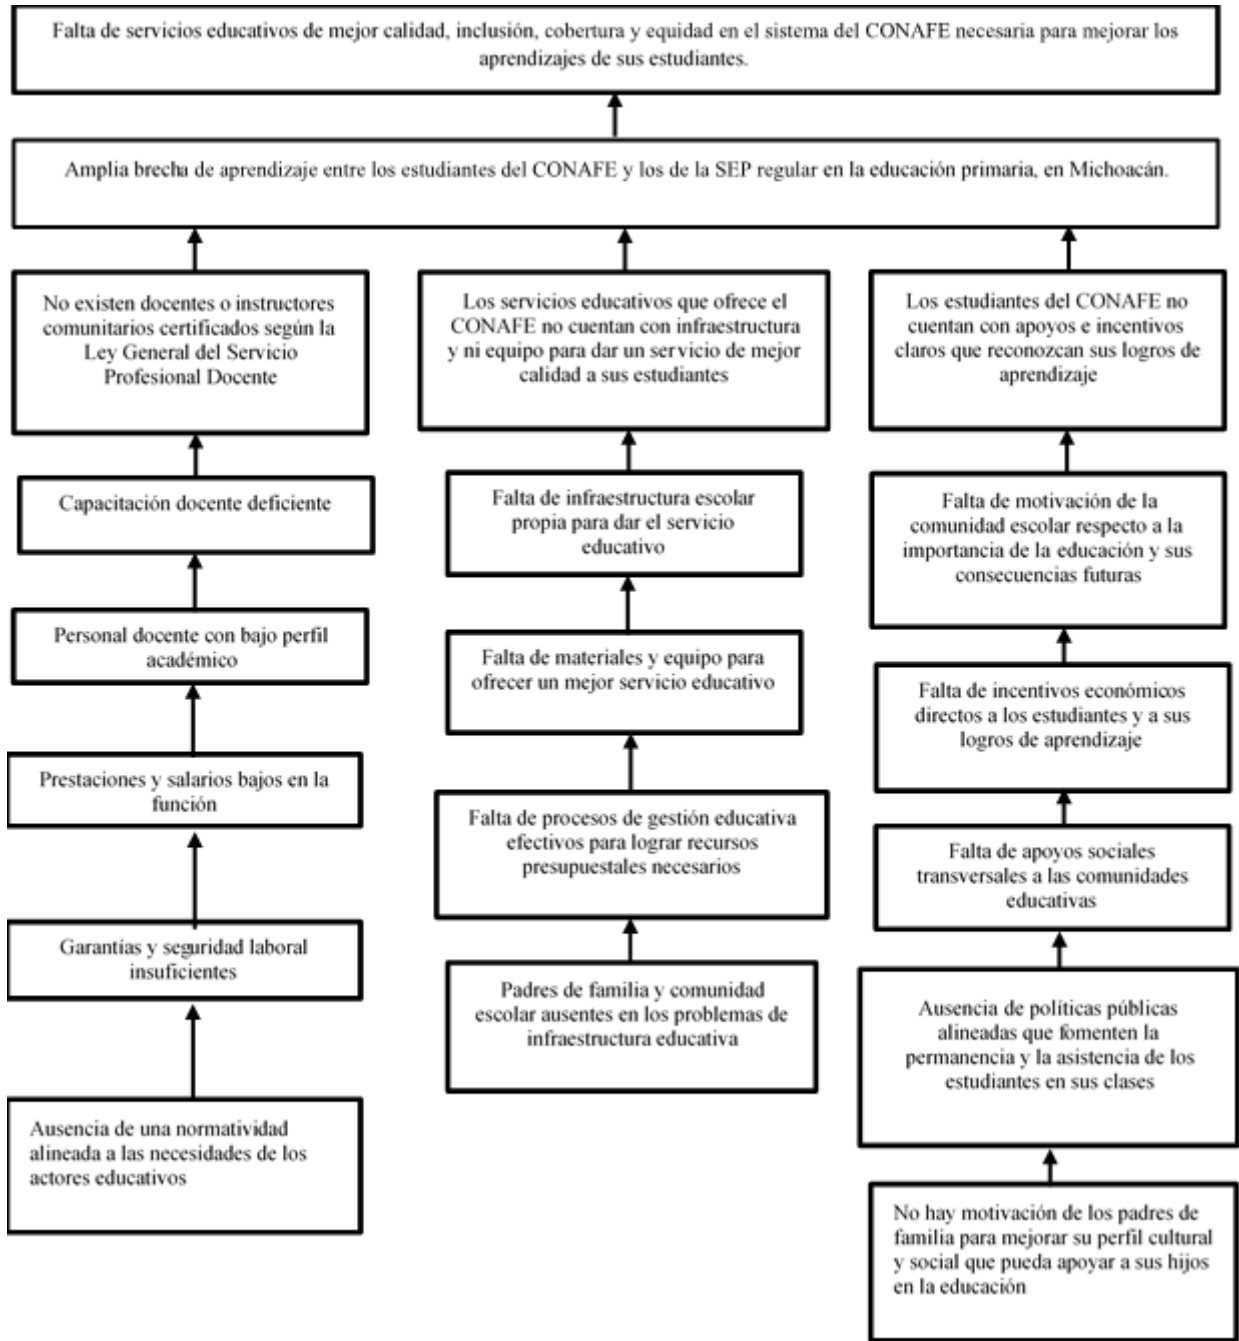 Falta de servicios educativos de mejor calidad, inclusión, cobertura y equidad en el sistema del CONAFE necesaria para mejorar los
aprendizajes de sus estudiantes.
Amplia brecha de aprendizaje entre los estudiantes del CONAFE y los de la SEP regular en la educación primaria, en Michoacán.
No existen docentes o instructores
comunitarios certificados según la
Ley General del Servicio
Profesional Docente
Capacitación docente deficiente
Personal docente con bajo perfil
académico
Prestaciones y salarios bajos en la
función
Garantías y seguridad laboral
insuficientes
Ausencia de una normatividad
alineada a las necesidades de los
actores educativos
Los servicios educativos que ofrece el
CONAFE no cuentan con infraestructura
y ni equipo para dar un servicio de mejor
calidad a sus estudiantes
Falta de infraestructura escolar
propia para dar el servicio
educativo
Falta de materiales y equipo para
ofrecer un mejor servicio educativo
Falta de procesos de gestión educativa
efectivos para lograr recursos
presupuestales necesarios
Padres de familia y comunidad
escolar ausentes en los problemas de
infraestructura educativa
Los estudiantes del CONAFE no
cuentan con apoyos e incentivos
claros que reconozcan sus logros de
aprendizaje
Falta de motivación de la
comunidad escolar respecto a la
importancia de la educación y sus
consecuencias futuras
Falta de incentivos económicos
directos a los estudiantes y a sus
logros de aprendizaje
Falta de apoyos sociales
transversales a las comunidades
educativas
Ausencia de políticas públicas
alineadas que fomenten la
permanencia y la asistencia de los
estudiantes en sus clases
No hay motivación de los padres de
familia para mejorar su perfil cultural
y social que pueda apoyar a sus hijos
en la educación